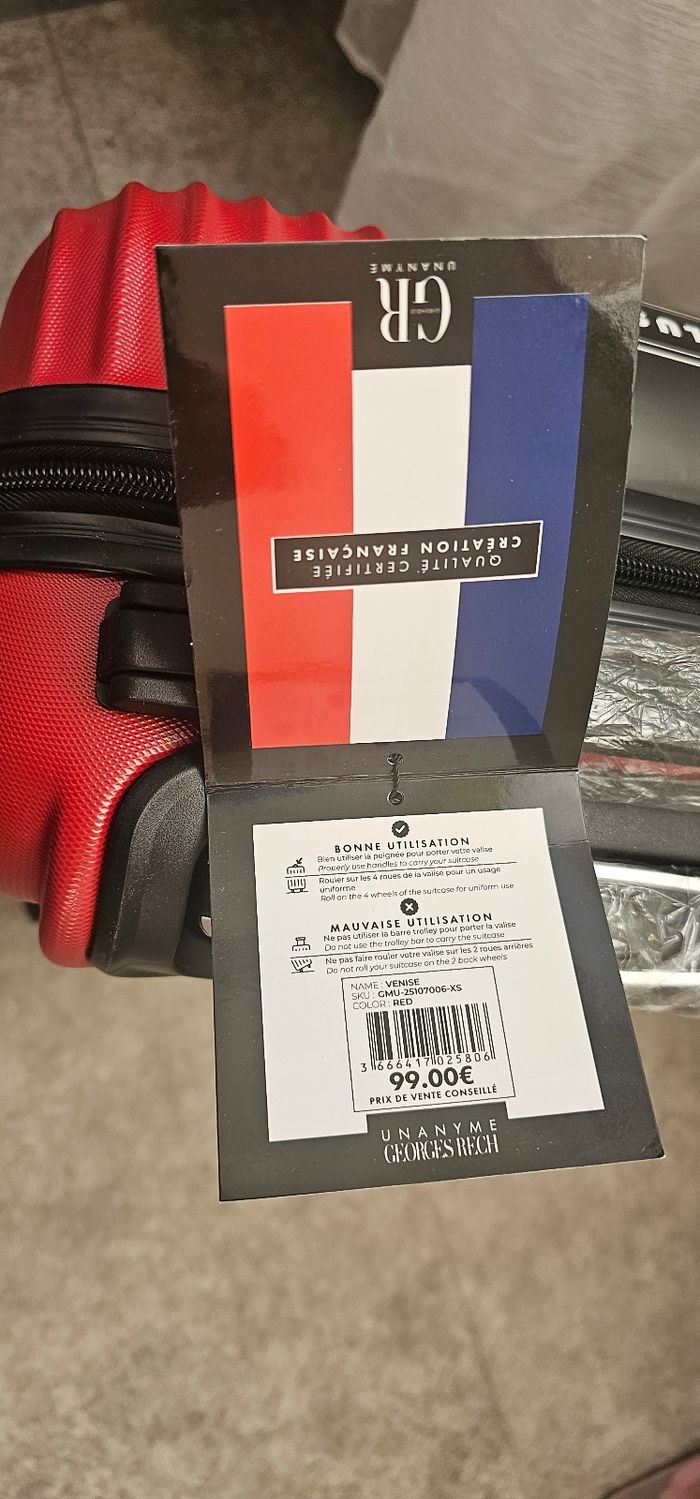 UNANYME
GR
QUALITÉ CERTIFIÉE
CRÉATION FRANÇAISE
BONNE UTILISATION
Bien utiliser la poignée pour porter votre valise
Properly use handles to carry your suitcase
Rouler sur les 4 roues de la valise pour un usage
uniforme
Roll on the 4 wheels of the suitcase for uniform use
MAUVAISE UTILISATION
Ne pas utiliser la barre trolley pour porter la valise
Do not use the trolley bar to carry the suitcase
Ne pas faire rouler votre valise sur les 2 roues arrières
Do not roll your suitcase on the 2 back wheels
NAME : VENISE
SKU : GMU-25107006-XS
COLOR : RED
3 666417 025806
99.00€
PRIX DE VENTE CONSEILLÉ
UNANYME
GEORGES RECH